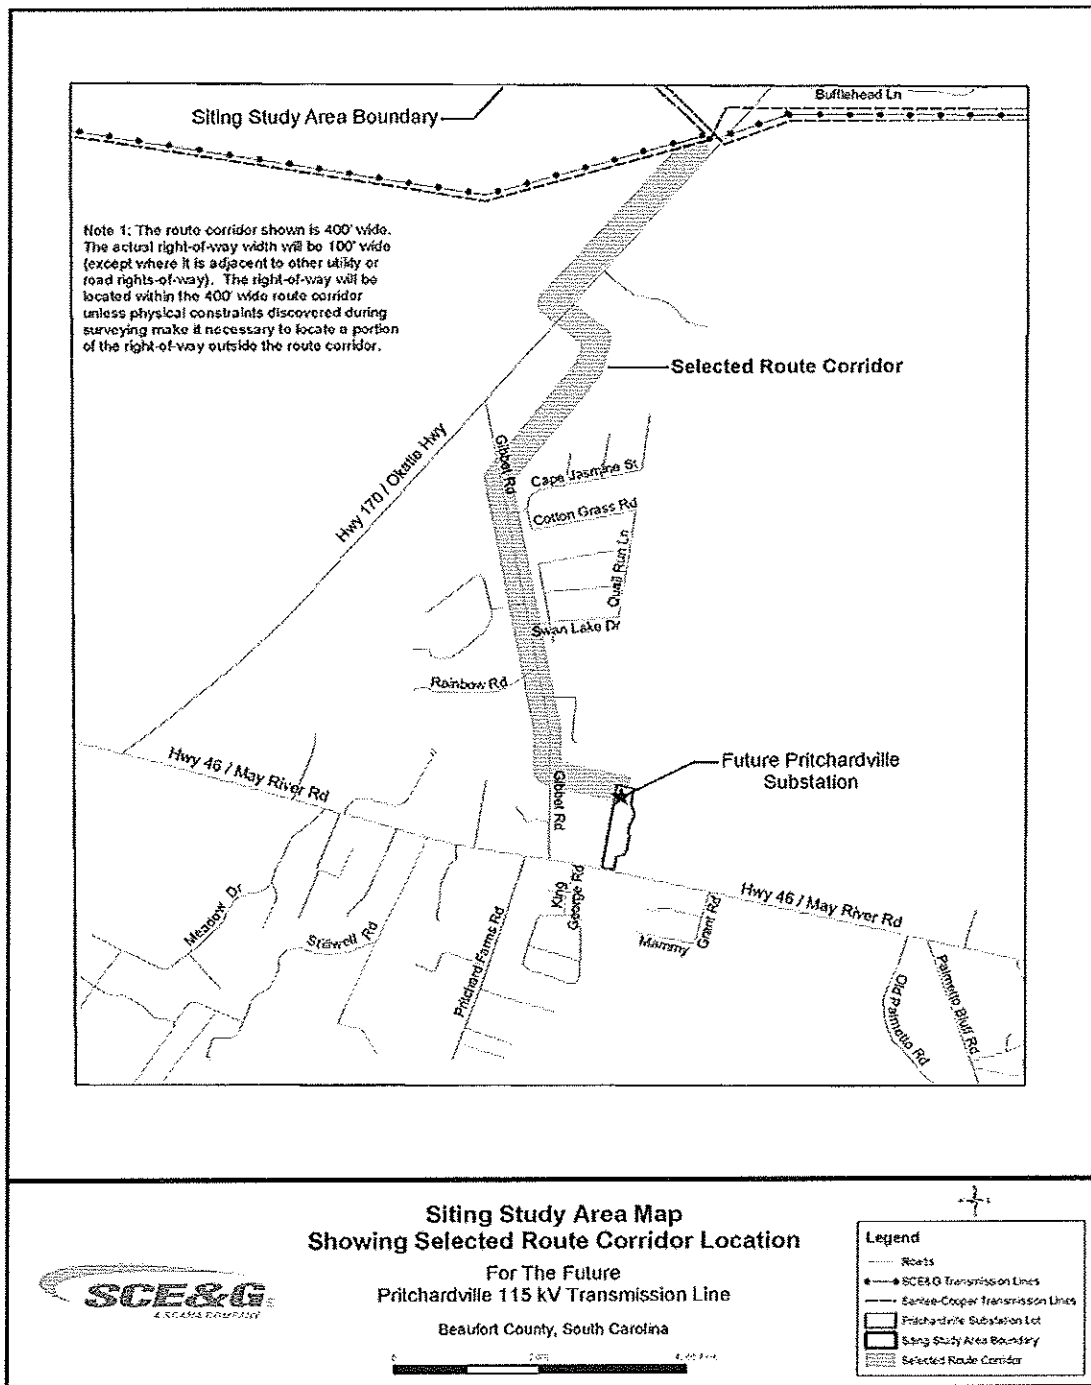 Bufflehead Ln
Siting Study Area Boundary
Note 1: The route corridor shown is 400' wide.
The actual right-of-way width will be 100' wide
(except where it is adjacent to other utility or
road rights-of-way). The right-of-way will be
located within the 400' wide route corridor
unless physical constraints discovered during
surveying make it necessary to locate a portion
of the right-of-way outside the route corridor.
Selected Route Corridor
Hwy 170 / Okatie Hwy
Gibbet Rd
Cape Jasmine St
Cotton Grass Rd
Quail Run Ln
Swan Lake Dr
Rainbow Rd
Hwy 46 / May River Rd
Future Pritchardville
Substation
Gibbet Rd
Meadow Dr
Stillwell Rd
Pritchard Farms Rd
King
George Rd
Mammy
Grant Rd
Hwy 46 / May River Rd
Old Palmetto Rd
Palmetto Bluff Rd
SCE&G
A SCANA COMPANY
Siting Study Area Map
Showing Selected Route Corridor Location
For The Future
Pritchardville 115 kV Transmission Line
Beaufort County, South Carolina
0
Legend
Roads
SCE&G Transmission Lines
Santee-Cooper Transmission Lines
Pritchardville Substation Lot
Siting Study Area Boundary
Selected Route Corridor